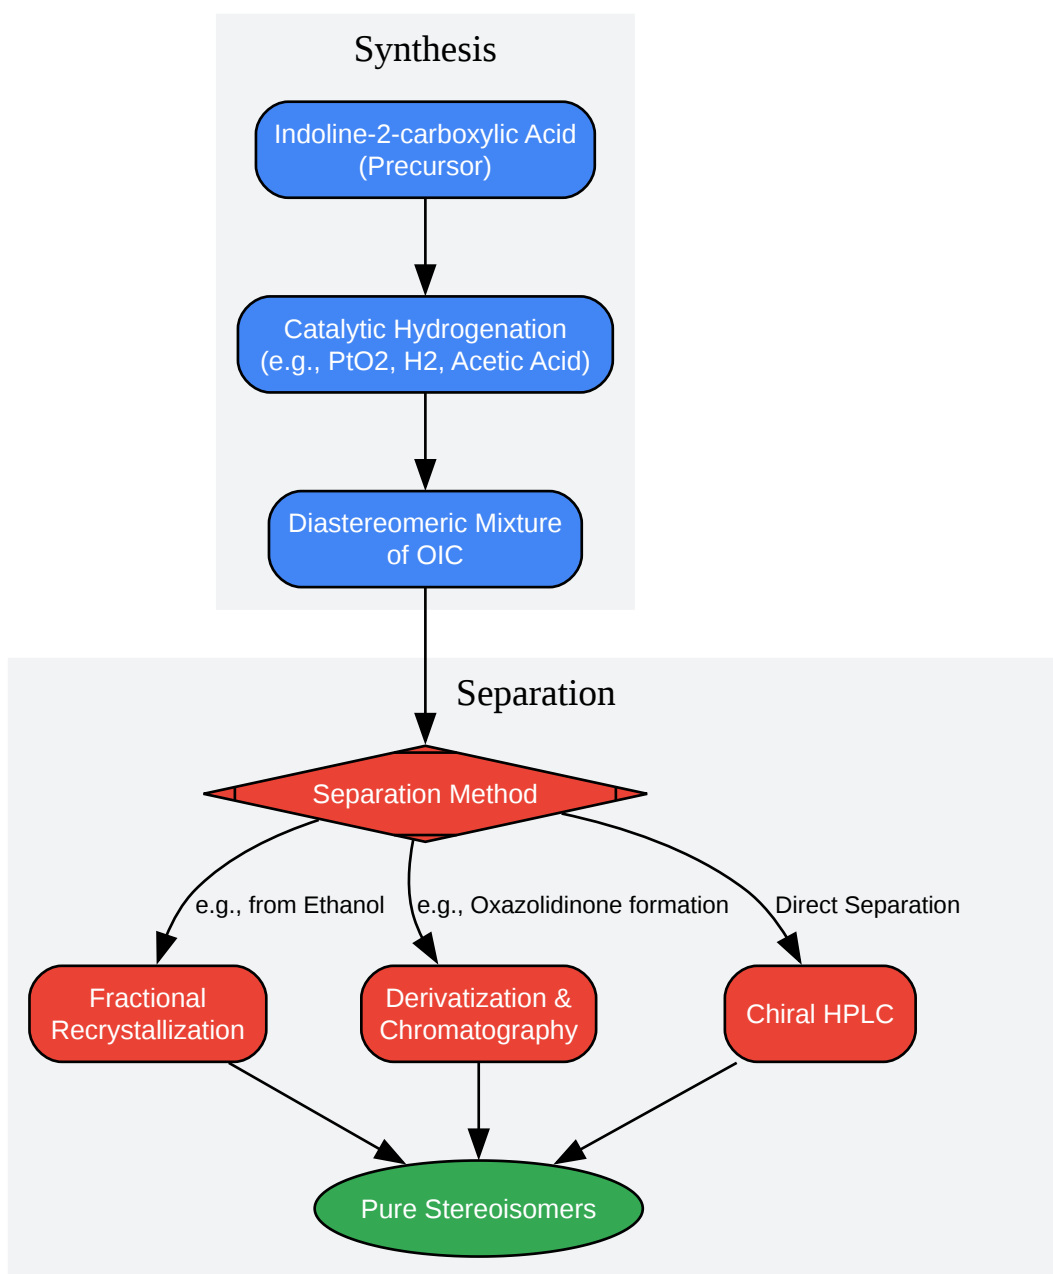 Synthesis
Indoline-2-carboxylic Acid
(Precursor)
Catalytic Hydrogenation
(e.g., PtO2, H2, Acetic Acid)
Diastereomeric Mixture
of OIC
Separation
Separation Method
e.g., from Ethanol
e.g., Oxazolidinone formation
Direct Separation
Fractional
Recrystallization
Derivatization &
Chromatography
Chiral HPLC
Pure Stereoisomers